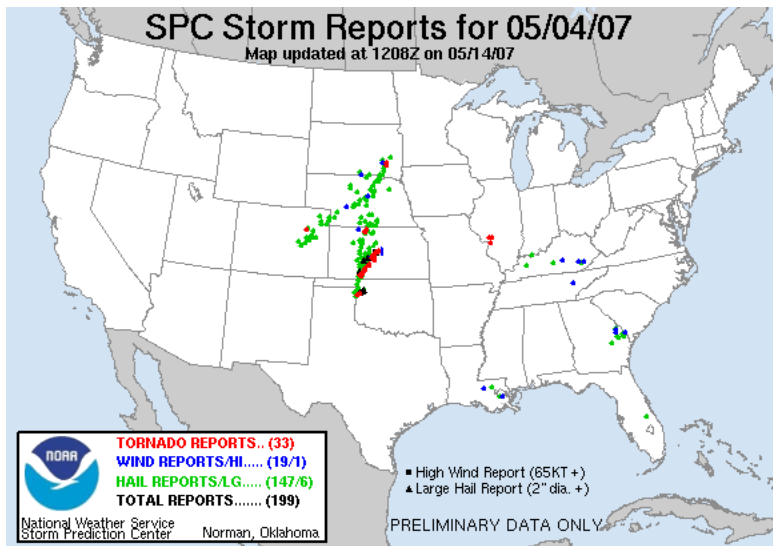 SPC Storm Reports for 05/04/07
Map updated at 1208Z on 05/14/07
NOAA
TORNADO REPORTS.. (33)
WIND REPORTS/HI..... (19/1)
HAIL REPORTS/LG..... (147/6)
TOTAL REPORTS....... (199)
National Weather Service
Storm Prediction Center Norman, Oklahoma
High Wind Report (65KT +)
Large Hail Report (2" dia. +)
PRELIMINARY DATA ONLY